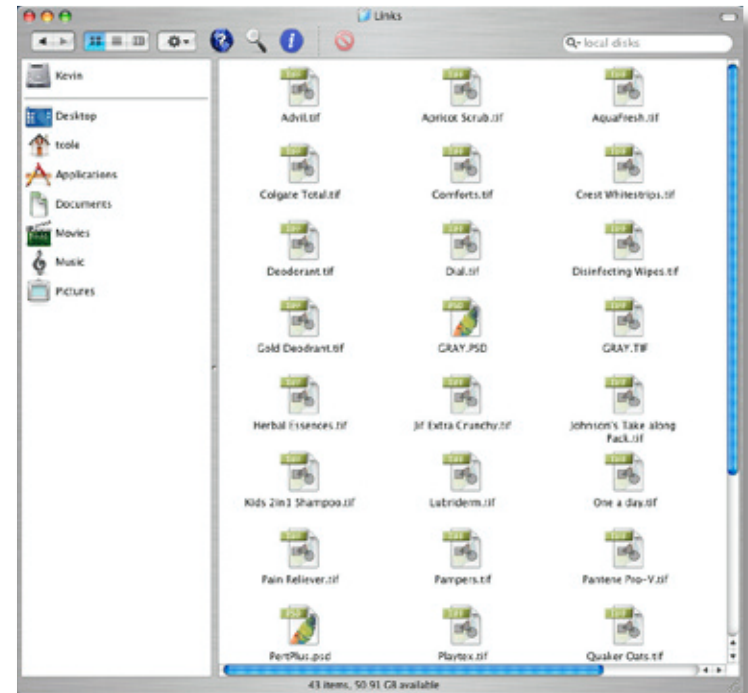 Links
local disks
Kevin
Desktop
tcole
Applications
Documents
Movies
Music
Pictures
Advil.tif
Apricot Scrub.tif
AquaFresh.tif
Colgate Total.tif
Comforts.tif
Crest Whitestrips.tif
Deoderant.tif
Dial.tif
Disinfecting Wipes.tif
Gold Deodrant.tif
GRAY.PSD
GRAY.TIF
Herbal Essences.tif
Jif Extra Crunchy.tif
Johnson's Take along
Pack.tif
Kids 2in1 Shampoo.tif
Lubriderm.tif
One a day.tif
Pain Reliever.tif
Pampers.tif
Pantene Pro-V.tif
PertPlus.psd
Playtex.tif
Quaker Oats.tif
43 items, 50.91 GB available